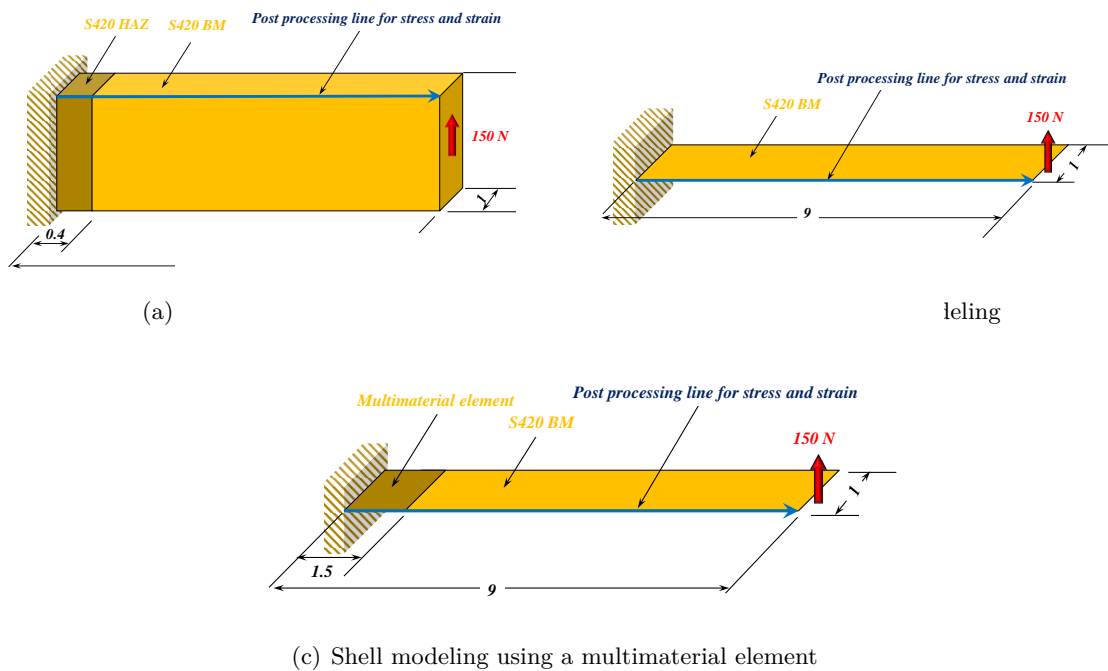 S420 HAZ
S420 BM
Post processing line for stress and strain
150 N
1
0.4
(a)
Post processing line for stress and strain
S420 BM
150 N
1
9
leling
Post processing line for stress and strain
Multimaterial element
S420 BM
150 N
1
1.5
9
(c) Shell modeling using a multimaterial element